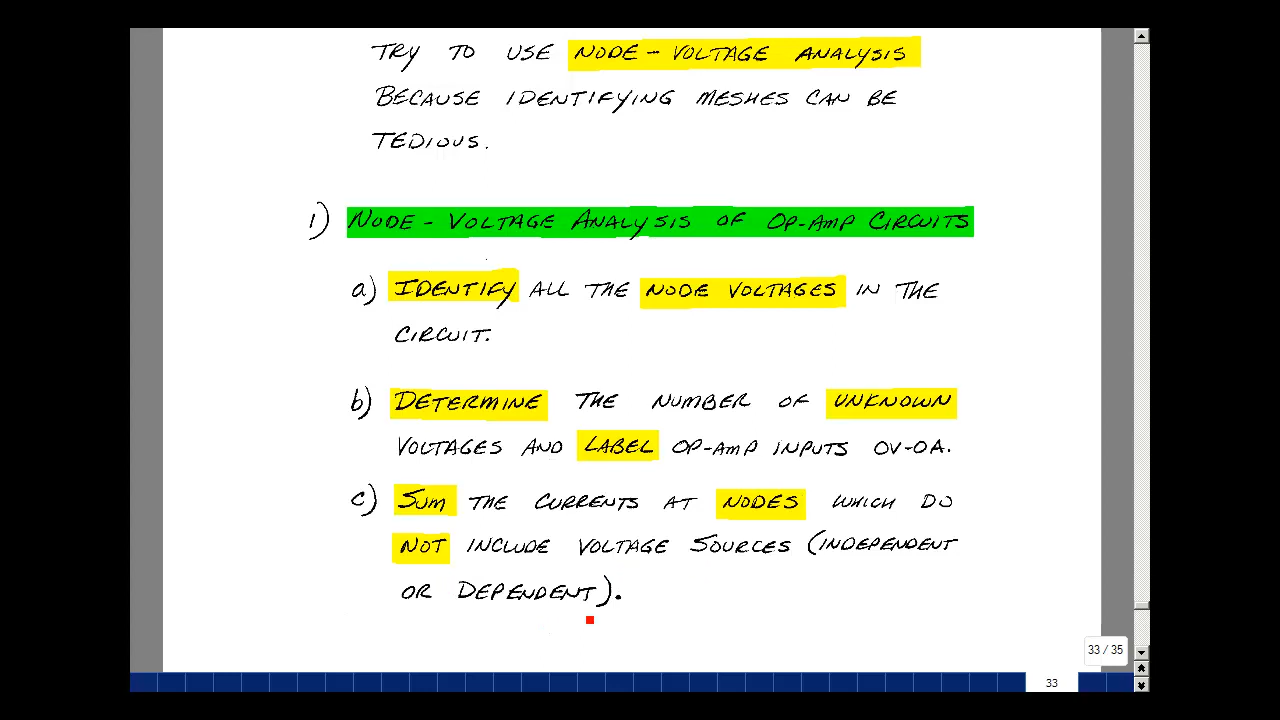 TRY TO USE NODE-VOLTAGE ANALYSIS
BECAUSE IDENTIFYING MESHES CAN BE
TEDIOUS.
1) NODE-VOLTAGE ANALYSIS OF OP-AMP CIRCUITS
a) IDENTIFY ALL THE NODE VOLTAGES IN THE
CIRCUIT.
b) DETERMINE THE NUMBER OF UNKNOWN
VOLTAGES AND LABEL OP-AMP INPUTS 0V-0A.
c) SUM THE CURRENTS AT NODES WHICH DO
NOT INCLUDE VOLTAGE SOURCES (INDEPENDENT
OR DEPENDENT).
33 / 35
33